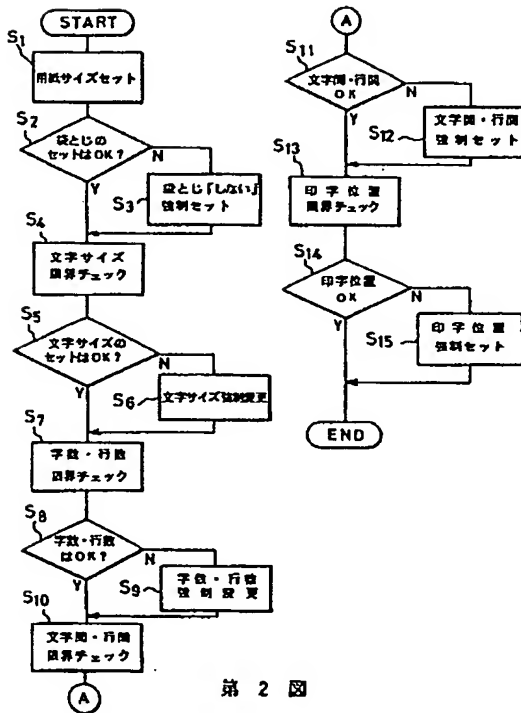 START
S1
用紙サイズセット
S2
袋とじの
セットはOK?
N
Y
S3
袋とじ「しない」
強制セット
S4
文字サイズ
限界チェック
S5
文字サイズの
セットはOK?
N
Y
S6
文字サイズ強制変更
S7
字数・行数
限界チェック
S8
字数・行数
はOK?
N
Y
S9
字数・行数
強制変更
S10
文字間・行間
限界チェック
A
A
S11
文字間・行間
OK
N
Y
S12
文字間・行間
強制セット
S13
印字位置
限界チェック
S14
印字位置
OK
N
Y
S15
印字位置
強制セット
END
第2図